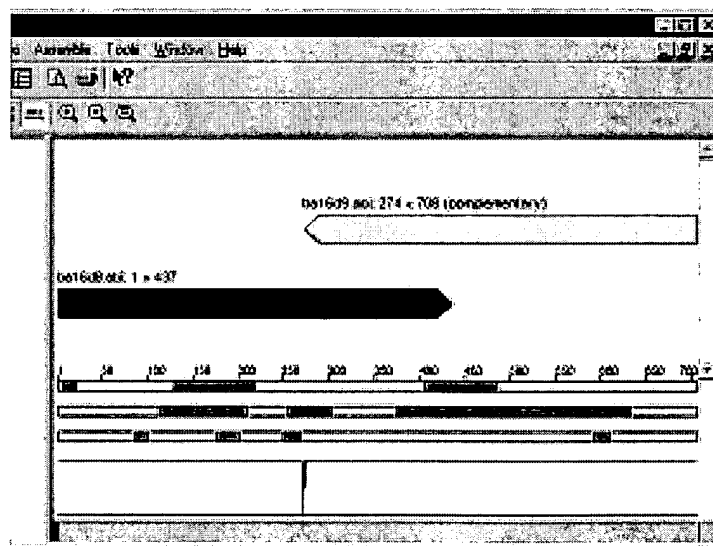 Assemble Tools Window Help
ba16d9.abi: 274 < 708 (complementary)
ba16d8.abi: 1 > 437
1 50 100 150 200 250 300 350 400 450 500 550 600 650 700